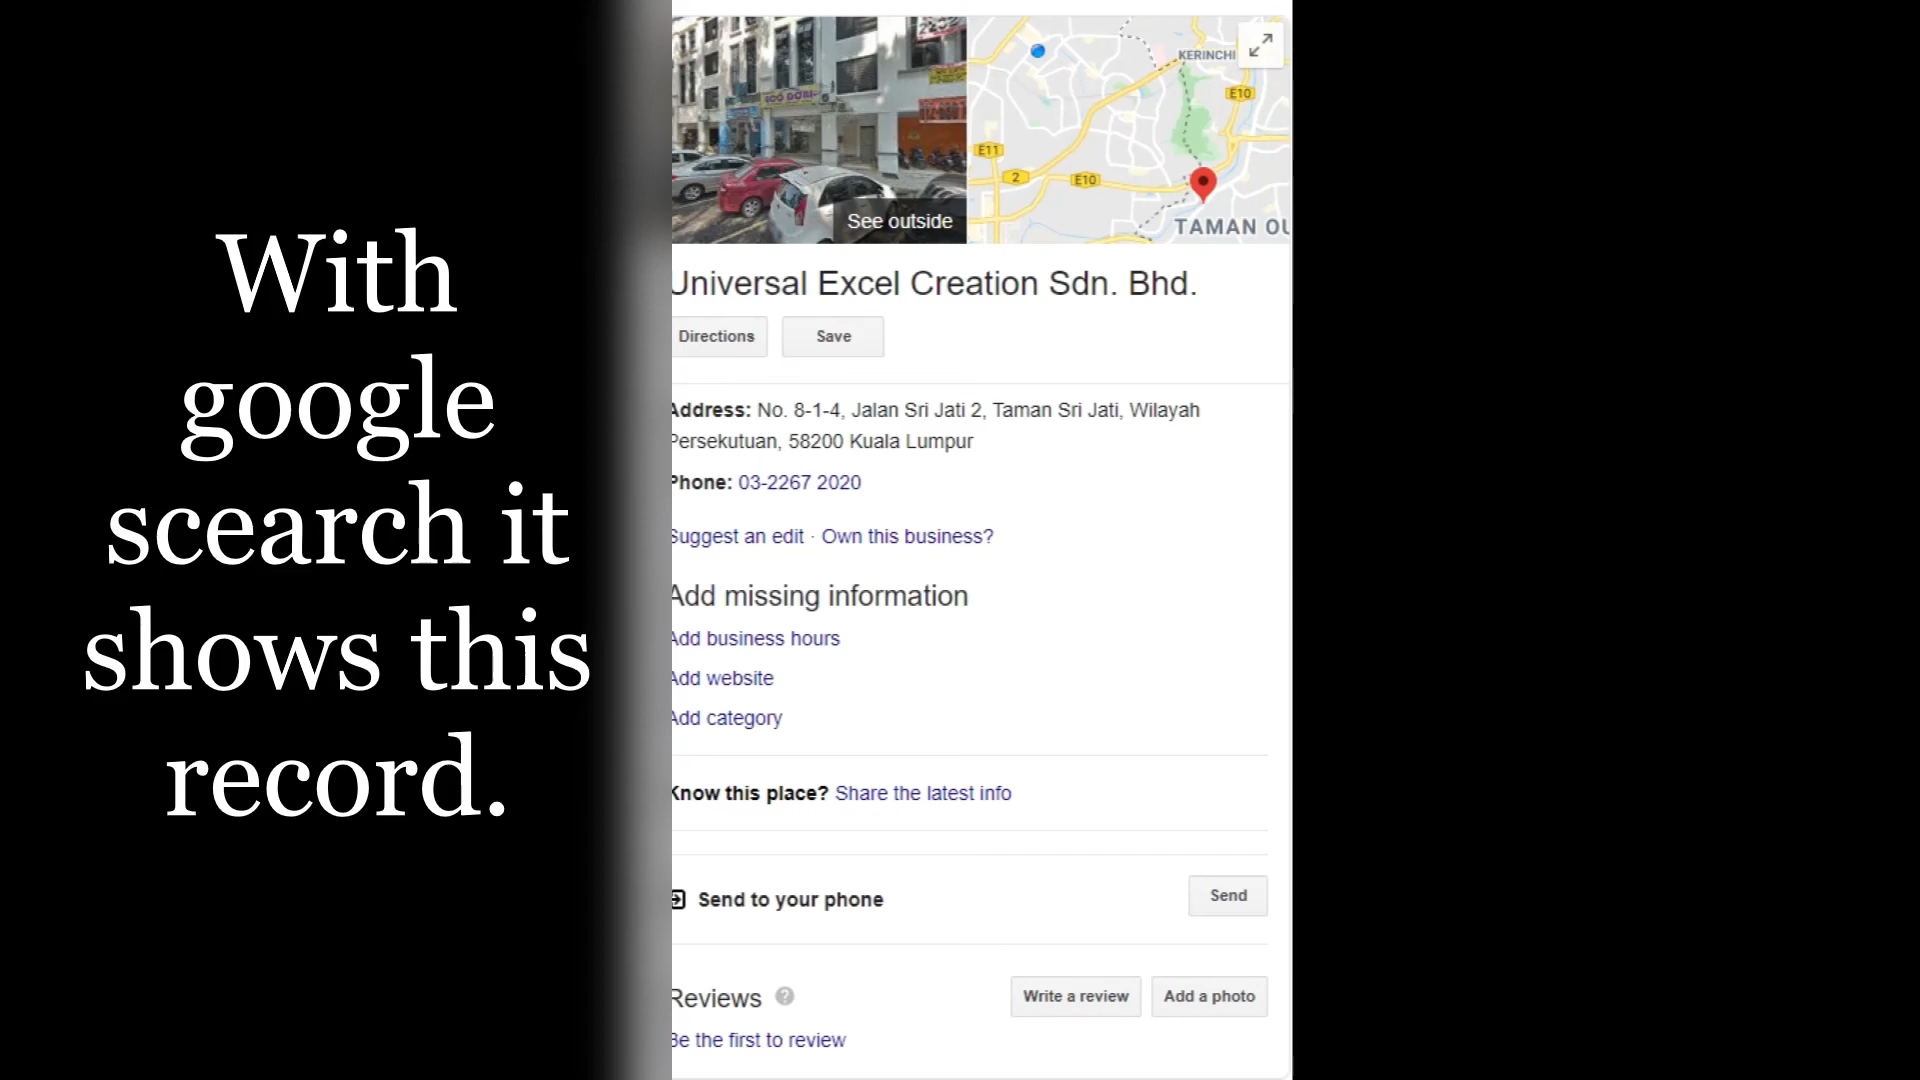 With
google
scearch it
shows this
record.
See outside
KERINCHI
E10
E11
2
E10
TAMAN OU
Universal Excel Creation Sdn. Bhd.
Directions
Save
Address: No. 8-1-4, Jalan Sri Jati 2, Taman Sri Jati, Wilayah
Persekutuan, 58200 Kuala Lumpur
Phone: 03-2267 2020
Suggest an edit · Own this business?
Add missing information
Add business hours
Add website
Add category
Know this place? Share the latest info
Send to your phone
Send
Reviews ?
Write a review
Add a photo
Be the first to review